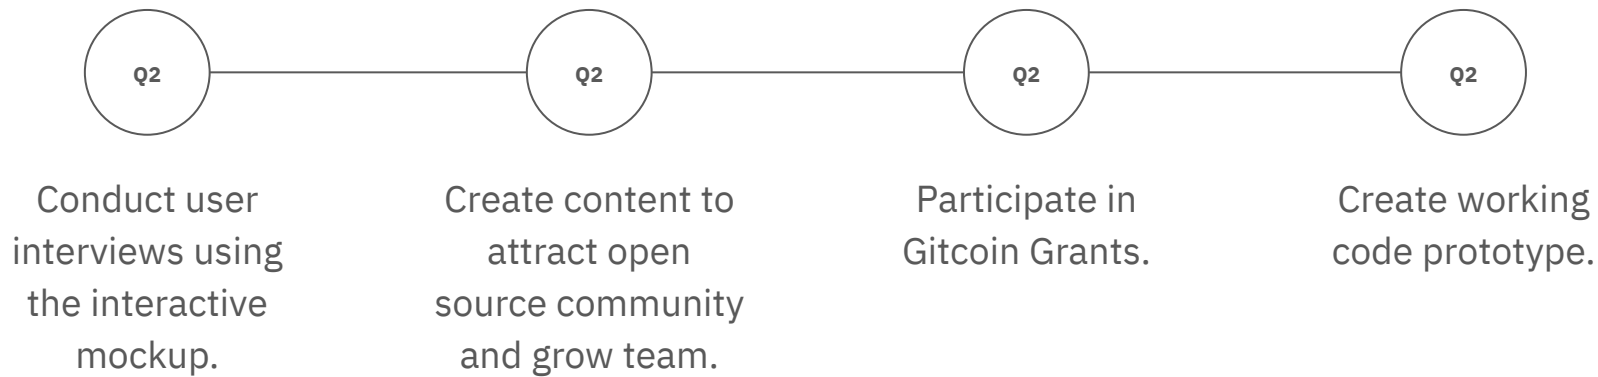 Q2
Q2
Q2
Q2
Conduct user
interviews using
the interactive
mockup.
Create content to
attract open
source community
and grow team.
Participate in
Gitcoin Grants.
Create working
code prototype.